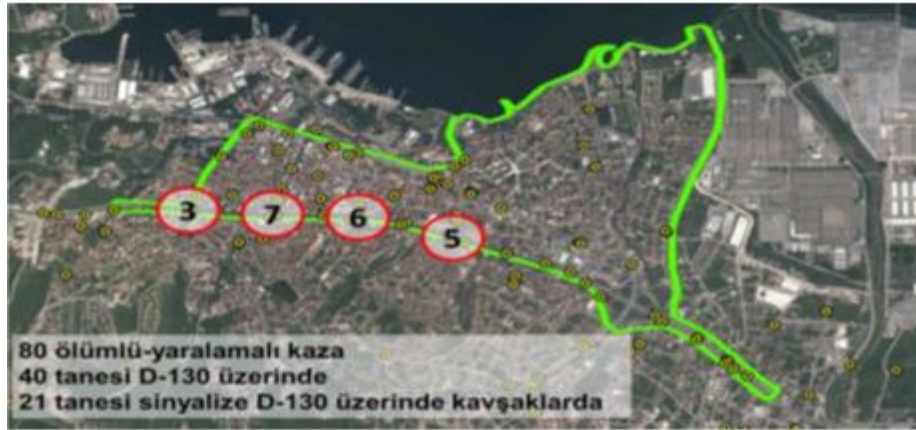 3
7
6
5
80 ölümlü-yaralamalı kaza
40 tanesi D-130 üzerinde
21 tanesi sinyalize D-130 üzerinde kavşaklarda